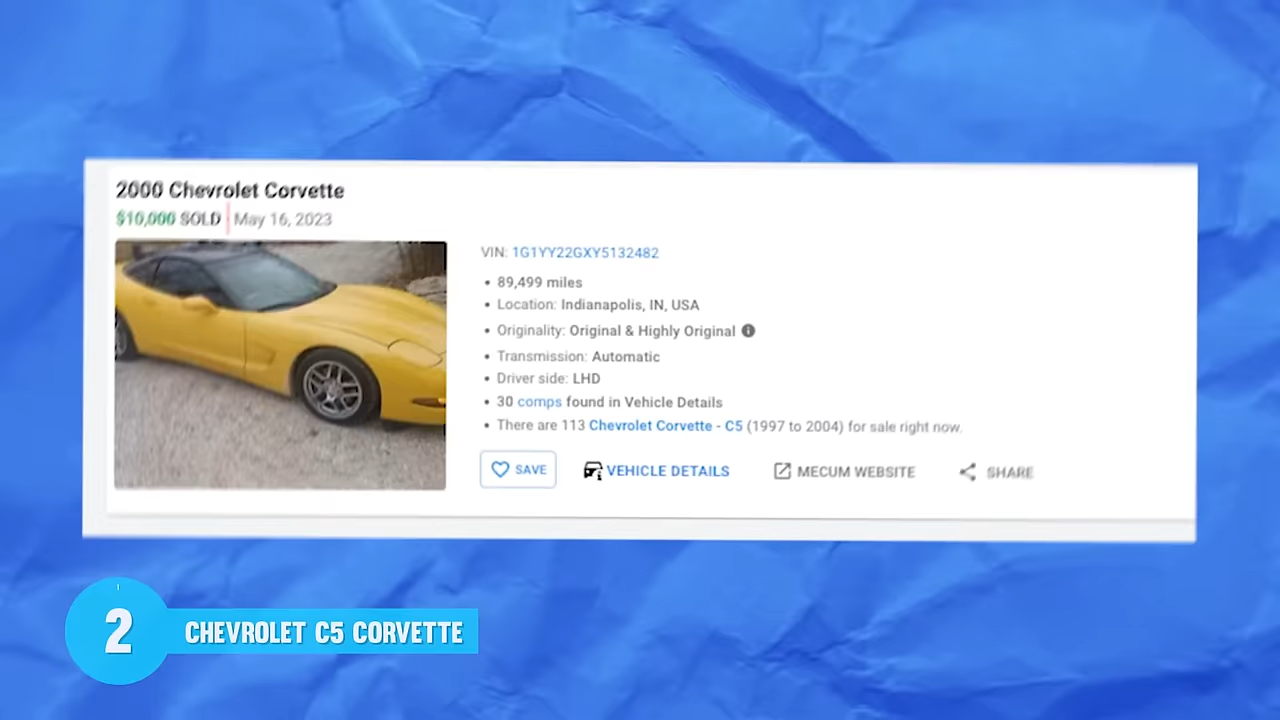 2000 Chevrolet Corvette
$10,000 SOLD | May 16, 2023
VIN: 1G1YY22GXY5132482
• 89,499 miles
• Location: Indianapolis, IN, USA
• Originality: Original & Highly Original
• Transmission: Automatic
• Driver side: LHD
• 30 comps found in Vehicle Details
• There are 113 Chevrolet Corvette - C5 (1997 to 2004) for sale right now.
SAVE VEHICLE DETAILS MECUM WEBSITE SHARE
2 CHEVROLET C5 CORVETTE